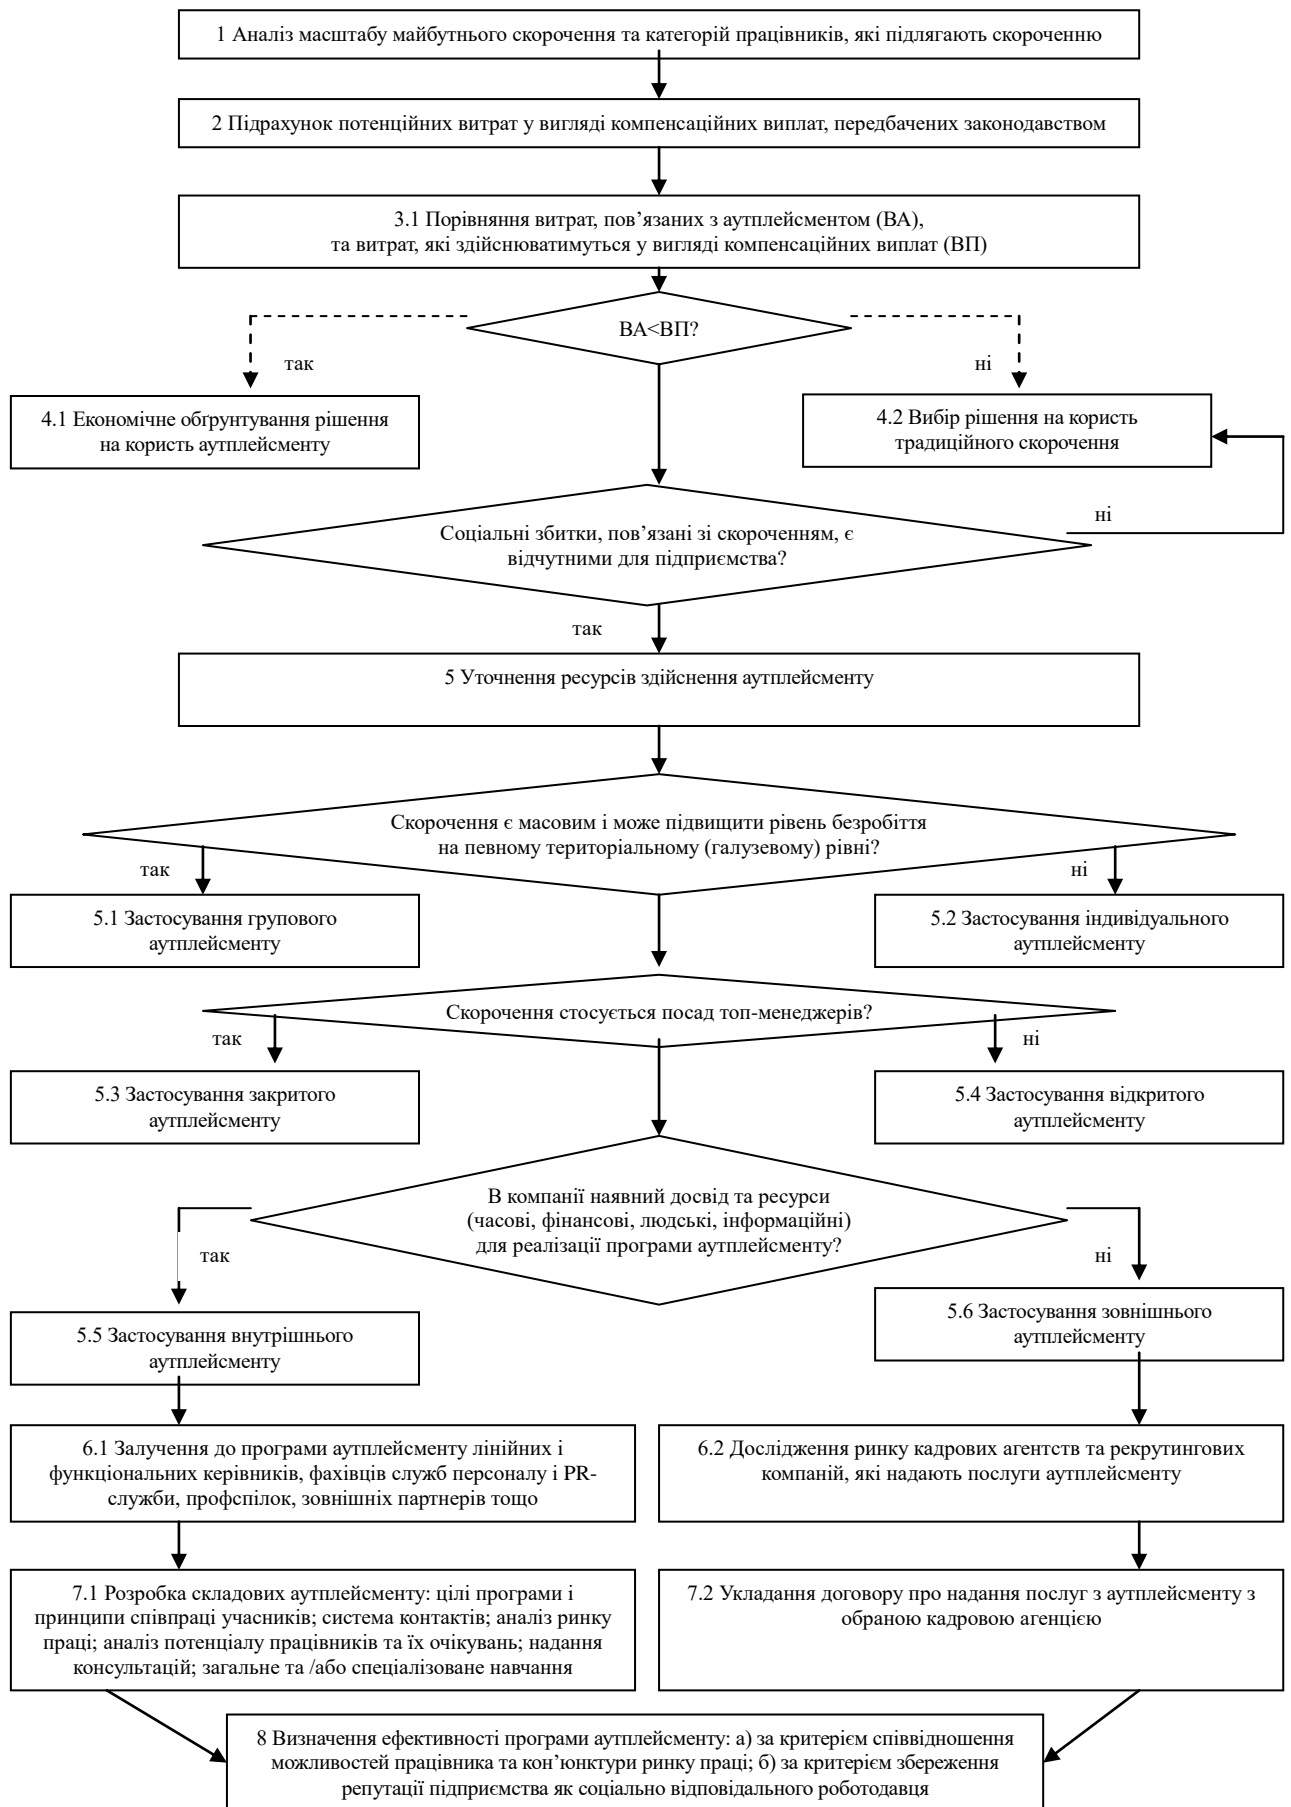 1 Аналіз масштабу майбутнього скорочення та категорій працівників, які підлягають скороченню
2 Підрахунок потенційних витрат у вигляді компенсаційних виплат, передбачених законодавством
3.1 Порівняння витрат, пов’язаних з аутплейсментом (ВА),
та витрат, які здійснюватимуться у вигляді компенсаційних виплат (ВП)
ВА<ВП?
так
ні
4.1 Економічне обґрунтування рішення
на користь аутплейсменту
4.2 Вибір рішення на користь
традиційного скорочення
ні
Соціальні збитки, пов’язані зі скороченням, є
відчутними для підприємства?
так
5 Уточнення ресурсів здійснення аутплейсменту
Скорочення є масовим і може підвищити рівень безробіття
на певному територіальному (галузевому) рівні?
так
ні
5.1 Застосування групового
аутплейсменту
5.2 Застосування індивідуального
аутплейсменту
Скорочення стосується посад топ-менеджерів?
так
ні
5.3 Застосування закритого
аутплейсменту
5.4 Застосування відкритого
аутплейсменту
В компанії наявний досвід та ресурси
(часові, фінансові, людські, інформаційні)
для реалізації програми аутплейсменту?
так
ні
5.5 Застосування внутрішнього
аутплейсменту
5.6 Застосування зовнішнього
аутплейсменту
6.1 Залучення до програми аутплейсменту лінійних і
функціональних керівників, фахівців служб персоналу і PR-
служби, профспілок, зовнішніх партнерів тощо
6.2 Дослідження ринку кадрових агентств та рекрутингових
компаній, які надають послуги аутплейсменту
7.1 Розробка складових аутплейсменту: цілі програми і
принципи співпраці учасників; система контактів; аналіз ринку
праці; аналіз потенціалу працівників та їх очікувань; надання
консультацій; загальне та /або спеціалізоване навчання
7.2 Укладання договору про надання послуг з аутплейсменту з
обраною кадровою агенцією
8 Визначення ефективності програми аутплейсменту: а) за критерієм співвідношення
можливостей працівника та кон’юнктури ринку праці; б) за критерієм збереження
репутації підприємства як соціально відповідального роботодавця